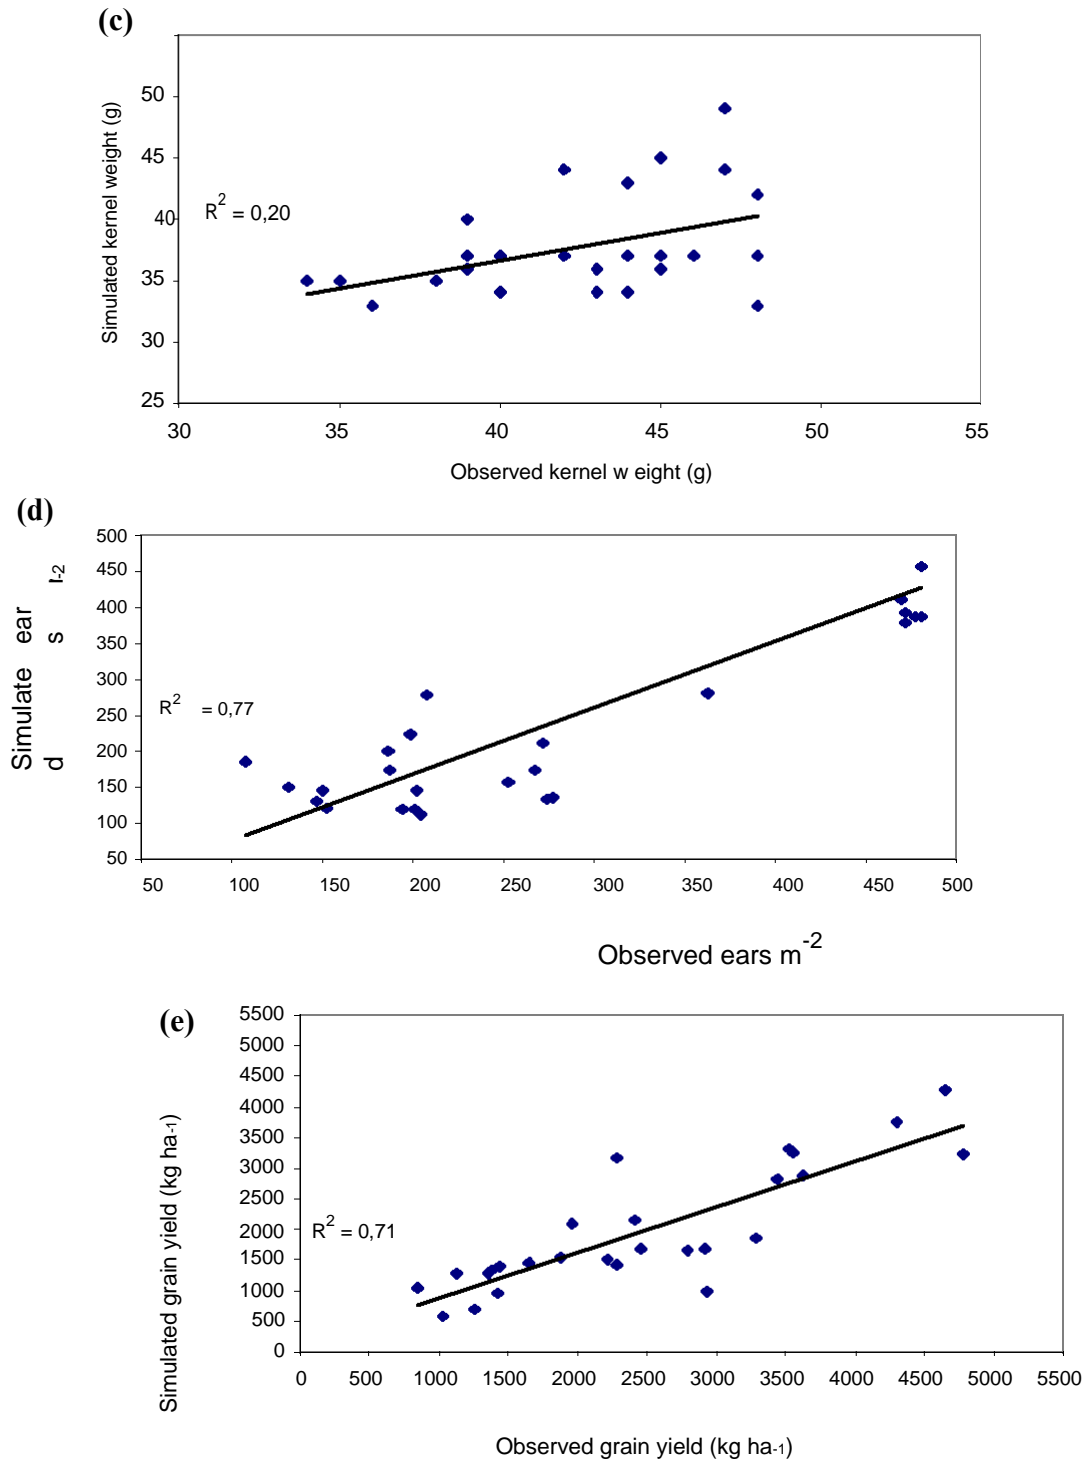 (c)
50
45
40
35
30
25
Simulated kernel weight (g)
R2 = 0,20
30 35 40 45 50 55
Observed kernel w eight (g)
(d)
500
450
400
350
300
250
200
150
100
50
Simulate ear
d s -2
R2 = 0,77
50 100 150 200 250 300 350 400 450 500
Observed ears m-2
(e)
5500
5000
4500
4000
3500
3000
2500
2000
1500
1000
500
0
Simulated grain yield (kg ha-1)
R2 = 0,71
0 500 1000 1500 2000 2500 3000 3500 4000 4500 5000 5500
Observed grain yield (kg ha-1)